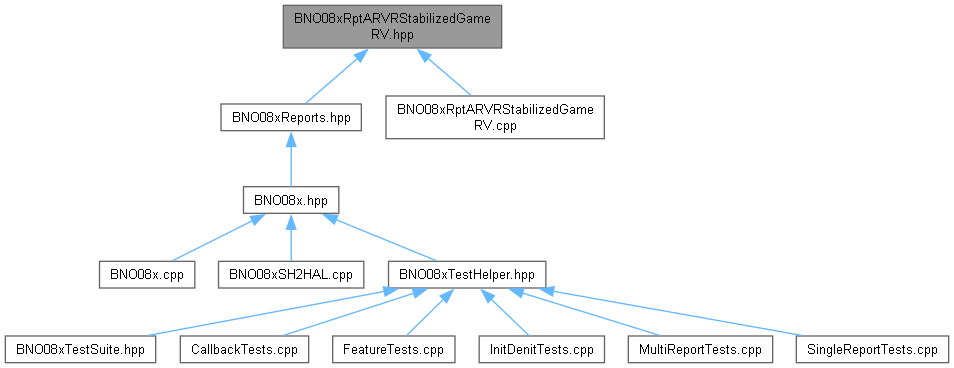 BNO08xRptARVRStabilizedGame
RV.hpp
BNO08xReports.hpp
BNO08xRptARVRStabilizedGame
RV.cpp
BNO08x.hpp
BNO08x.cpp
BNO08xSH2HAL.cpp
BNO08xTestHelper.hpp
BNO08xTestSuite.hpp
CallbackTests.cpp
FeatureTests.cpp
InitDenitTests.cpp
MultiReportTests.cpp
SingleReportTests.cpp